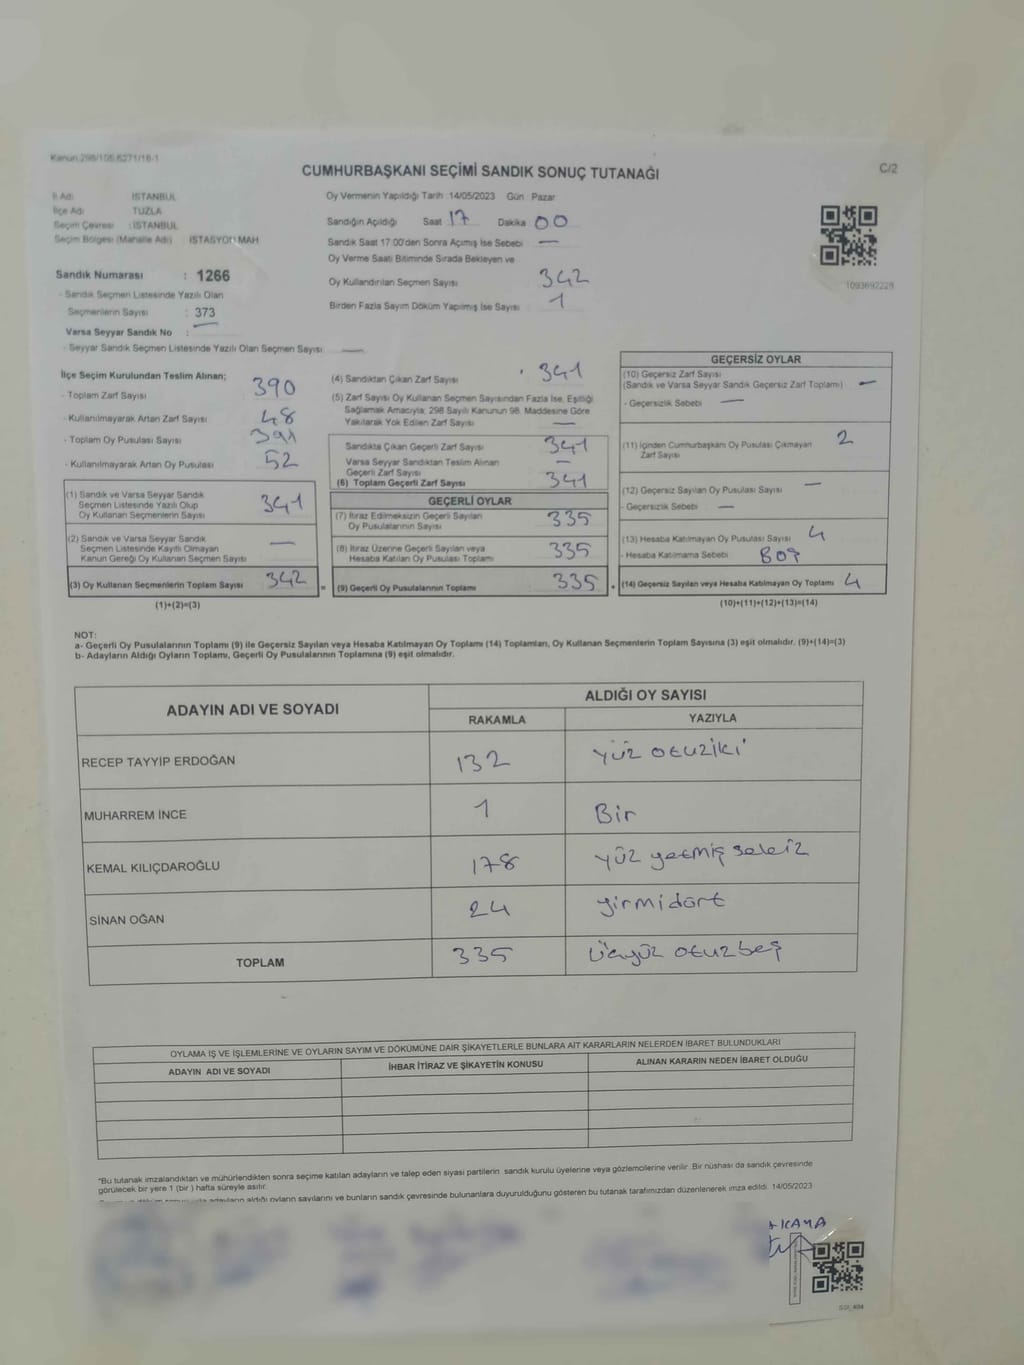 Kanun 298/105 6271/16-1
CUMHURBAŞKANI SEÇİMİ SANDIK SONUÇ TUTANAĞI
C/2
İl Adı ISTANBUL
İlçe Adı TUZLA
Seçim Çevresi : ISTANBUL
Seçim Bölgesi (Mahalle Adı) ISTASYON MAH
Sandık Numarası : 1266
- Sandık Seçmen Listesinde Yazılı Olan
Seçmenlerin Sayısı : 373
Varsa Seyyar Sandık No : —
- Seyyar Sandık Seçmen Listesinde Yazılı Olan Seçmen Sayısı —
Oy Vermenin Yapıldığı Tarih : 14/05/2023 Gün : Pazar
Sandığın Açıldığı Saat 17 Dakika 00
Sandık Saat 17:00'den Sonra Açımış İse Sebebi —
Oy Verme Saati Bitiminde Sırada Bekleyen ve
Oy Kullandırılan Seçmen Sayısı 342
Birden Fazla Sayım Döküm Yapılmış İse Sayısı 1
1093692228
İlçe Seçim Kurulundan Teslim Alınan;
- Toplam Zarf Sayısı 390
- Kullanılmayarak Artan Zarf Sayısı 48
- Toplam Oy Pusulası Sayısı 391
- Kullanılmayarak Artan Oy Pusulası 52
(1) Sandık ve Varsa Seyyar Sandık
Seçmen Listesinde Yazılı Olup
Oy Kullanan Seçmenlerin Sayısı 341
(2) Sandık ve Varsa Seyyar Sandık
Seçmen Listesinde Kayıtlı Olmayan
Kanun Gereği Oy Kullanan Seçmen Sayısı —
(3) Oy Kullanan Seçmenlerin Toplam Sayısı 342 =
(1)+(2)=(3)
(4) Sandıktan Çıkan Zarf Sayısı 341
(5) Zarf Sayısı Oy Kullanan Seçmen Sayısından Fazla İse, Eşitliği
Sağlamak Amacıyla; 298 Sayılı Kanunun 98. Maddesine Göre
Yakılarak Yok Edilen Zarf Sayısı —
Sandıkta Çıkan Geçerli Zarf Sayısı 341
Varsa Seyyar Sandıktan Teslim Alınan
Geçerli Zarf Sayısı —
(6) Toplam Geçerli Zarf Sayısı 341
GEÇERLİ OYLAR
(7) İtiraz Edilmeksizin Geçerli Sayılan
Oy Pusulalarının Sayısı 335
(8) İtiraz Üzerine Geçerli Sayılan veya
Hesaba Katılan Oy Pusulası Toplamı 335
(9) Geçerli Oy Pusulalarının Toplamı 335 +
GEÇERSİZ OYLAR
(10) Geçersiz Zarf Sayısı
(Sandık ve Varsa Seyyar Sandık Geçersiz Zarf Toplamı) —
- Geçersizlik Sebebi —
(11) İçinden Cumhurbaşkanı Oy Pusulası Çıkmayan
Zarf Sayısı 2
(12) Geçersiz Sayılan Oy Pusulası Sayısı —
- Geçersizlik Sebebi —
(13) Hesaba Katılmayan Oy Pusulası Sayısı 4
- Hesaba Katılmama Sebebi BOŞ
(14) Geçersiz Sayılan veya Hesaba Katılmayan Oy Toplamı 4
(10)+(11)+(12)+(13)=(14)
NOT:
a- Geçerli Oy Pusulalarının Toplamı (9) ile Geçersiz Sayılan veya Hesaba Katılmayan Oy Toplamı (14) Toplamları, Oy Kullanan Seçmenlerin Toplam Sayısına (3) eşit olmalıdır. (9)+(14)=(3)
b- Adayların Aldığı Oyların Toplamı, Geçerli Oy Pusulalarının Toplamına (9) eşit olmalıdır.
ADAYIN ADI VE SOYADI
ALDIĞI OY SAYISI
RAKAMLA YAZIYLA
RECEP TAYYİP ERDOĞAN 132 yüz otuziki
MUHARREM İNCE 1 Bir
KEMAL KILIÇDAROĞLU 178 yüz yetmiş sekiz
SİNAN OĞAN 24 yirmidört
TOPLAM 335 Üçyüz otuzbeş
OYLAMA İŞ VE İŞLEMLERİNE VE OYLARIN SAYIM VE DÖKÜMÜNE DAİR ŞİKAYETLERLE BUNLARA AİT KARARLARIN NELERDEN İBARET BULUNDUKLARI
ADAYIN ADI VE SOYADI İHBAR İTİRAZ VE ŞİKAYETİN KONUSU ALINAN KARARIN NEDEN İBARET OLDUĞU
*Bu tutanak imzalandıktan ve mühürlendikten sonra seçime katılan adayların ve talep eden siyasi partilerin sandık kurulu üyelerine veya gözlemcilerine verilir. Bir nüshası da sandık çevresinde
görülecek bir yere 1 (bir) hafta süreyle asılır.
adayların aldığı oyların sayılarını ve bunların sandık çevresinde bulunanlara duyurulduğunu gösteren bu tutanak tarafımızdan düzenlenerek imza edildi. 14/05/2023